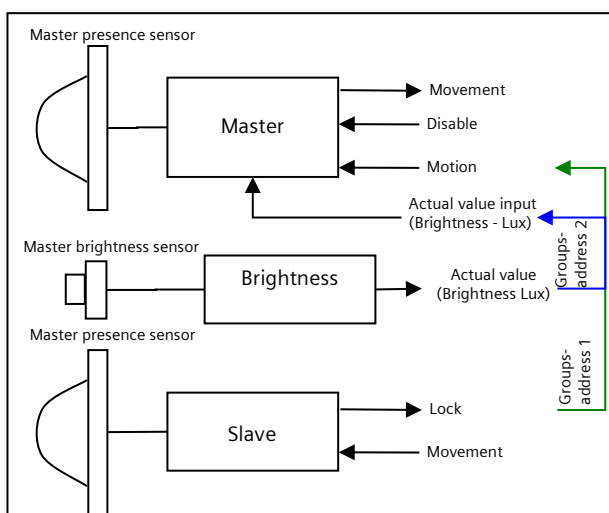 Master presence sensor
Master
Movement
Disable
Motion
Actual value input
(Brightness - Lux)
Master brightness sensor
Brightness
Actual value
(Brightness Lux)
Groups-
address 2
Master presence sensor
Slave
Lock
Movement
Groups-
address 1